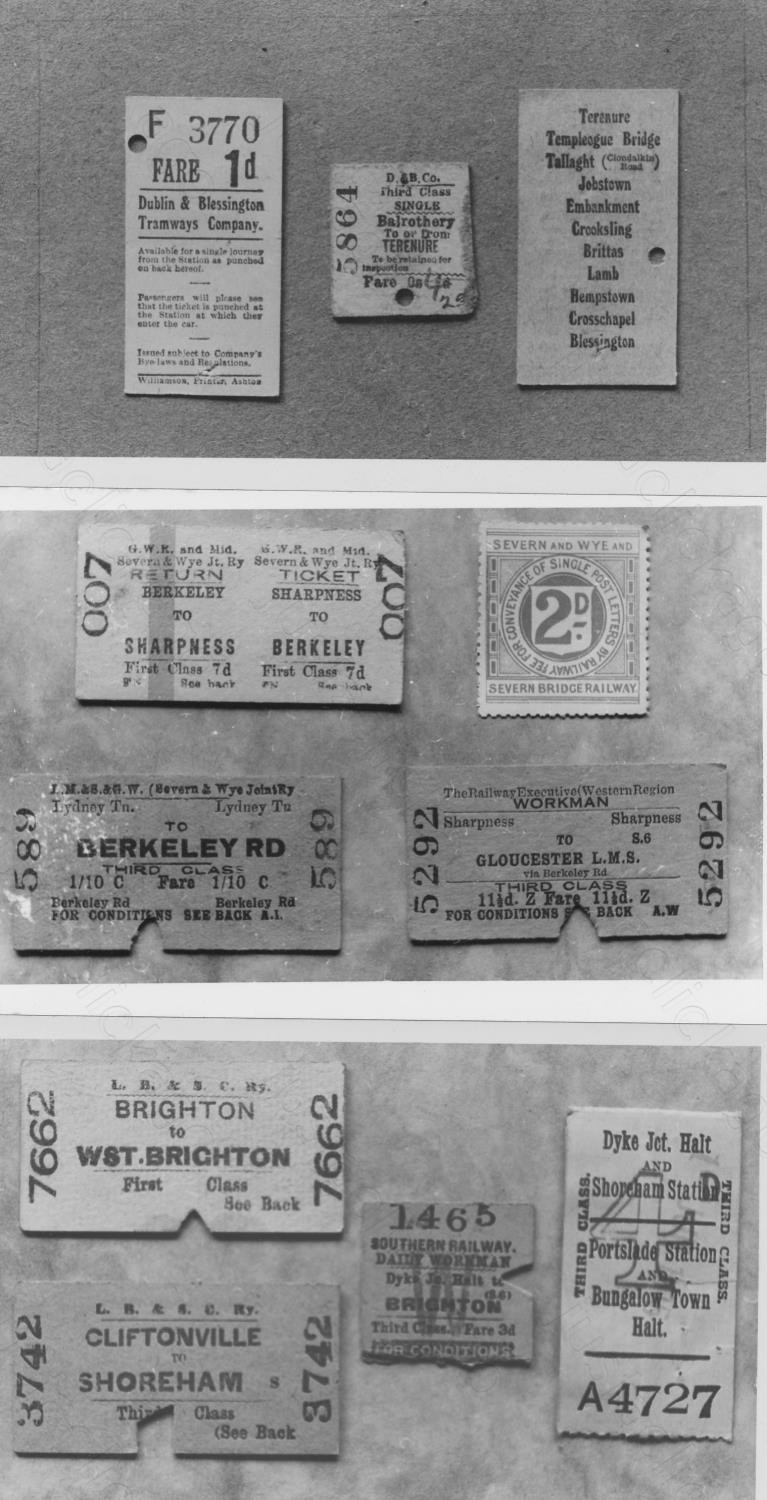 F 3770
FARE 1d
Dublin & Blessington
Tramways Company.
Available for a single journey
from the Station as punched
on back hereof.
Passengers will please see
that the ticket is punched at
the Station at which they
enter the car.
Issued subject to Company's
Bye-laws and Regulations.
Williamson, Printer, Ashton
5864
D. & B. Co.
Third Class
SINGLE
Balrothery
To or from
TERENURE
To be retained for
inspection
Fare
Terenure
Templeogue Bridge
Tallaght (Clondalkin Road)
Jobstown
Embankment
Crooksling
Brittas
Lamb
Hempstown
Crosschapel
Blessington
007
G.W.R. and Mid.
Severn & Wye Jt. Ry
RETURN
BERKELEY
TO
SHARPNESS
First Class 7d
See back
G.W.R. and Mid.
Severn & Wye Jt. Ry
TICKET
SHARPNESS
TO
BERKELEY
First Class 7d
See back
007
SEVERN AND WYE AND
FEE FOR CONVEYANCE OF SINGLE POST LETTERS BY RAILWAY
2D
SEVERN BRIDGE RAILWAY.
589
L.M.&S.&G.W. (Severn & Wye Joint Ry
Lydney Tn. Lydney Tn
TO
BERKELEY RD
THIRD CLASS
1/10 C Fare 1/10 C
Berkeley Rd Berkeley Rd
FOR CONDITIONS SEE BACK A.I.
589
5292
The Railway Executive (Western Region
WORKMAN
Sharpness Sharpness
TO S.6
GLOUCESTER L.M.S.
via Berkeley Rd
THIRD CLASS
11½d. Z Fare 11½d. Z
FOR CONDITIONS SEE BACK A.W
5292
7662
L. B. & S. C. Ry.
BRIGHTON
to
WST. BRIGHTON
First Class
See Back
7662
3742
L. B. & S. C. Ry.
CLIFTONVILLE
TO
SHOREHAM S
Third Class
(See Back
3742
1465
SOUTHERN RAILWAY.
DAILY WORKMAN
Dyke Jc. Halt to
BRIGHTON (S.6)
Third Class. Fare 3d
FOR CONDITIONS
THIRD CLASS.
Dyke Jct. Halt
AND
Shoreham Station
Portslade Station
AND
Bungalow Town
Halt.
THIRD CLASS.
4D
A4727